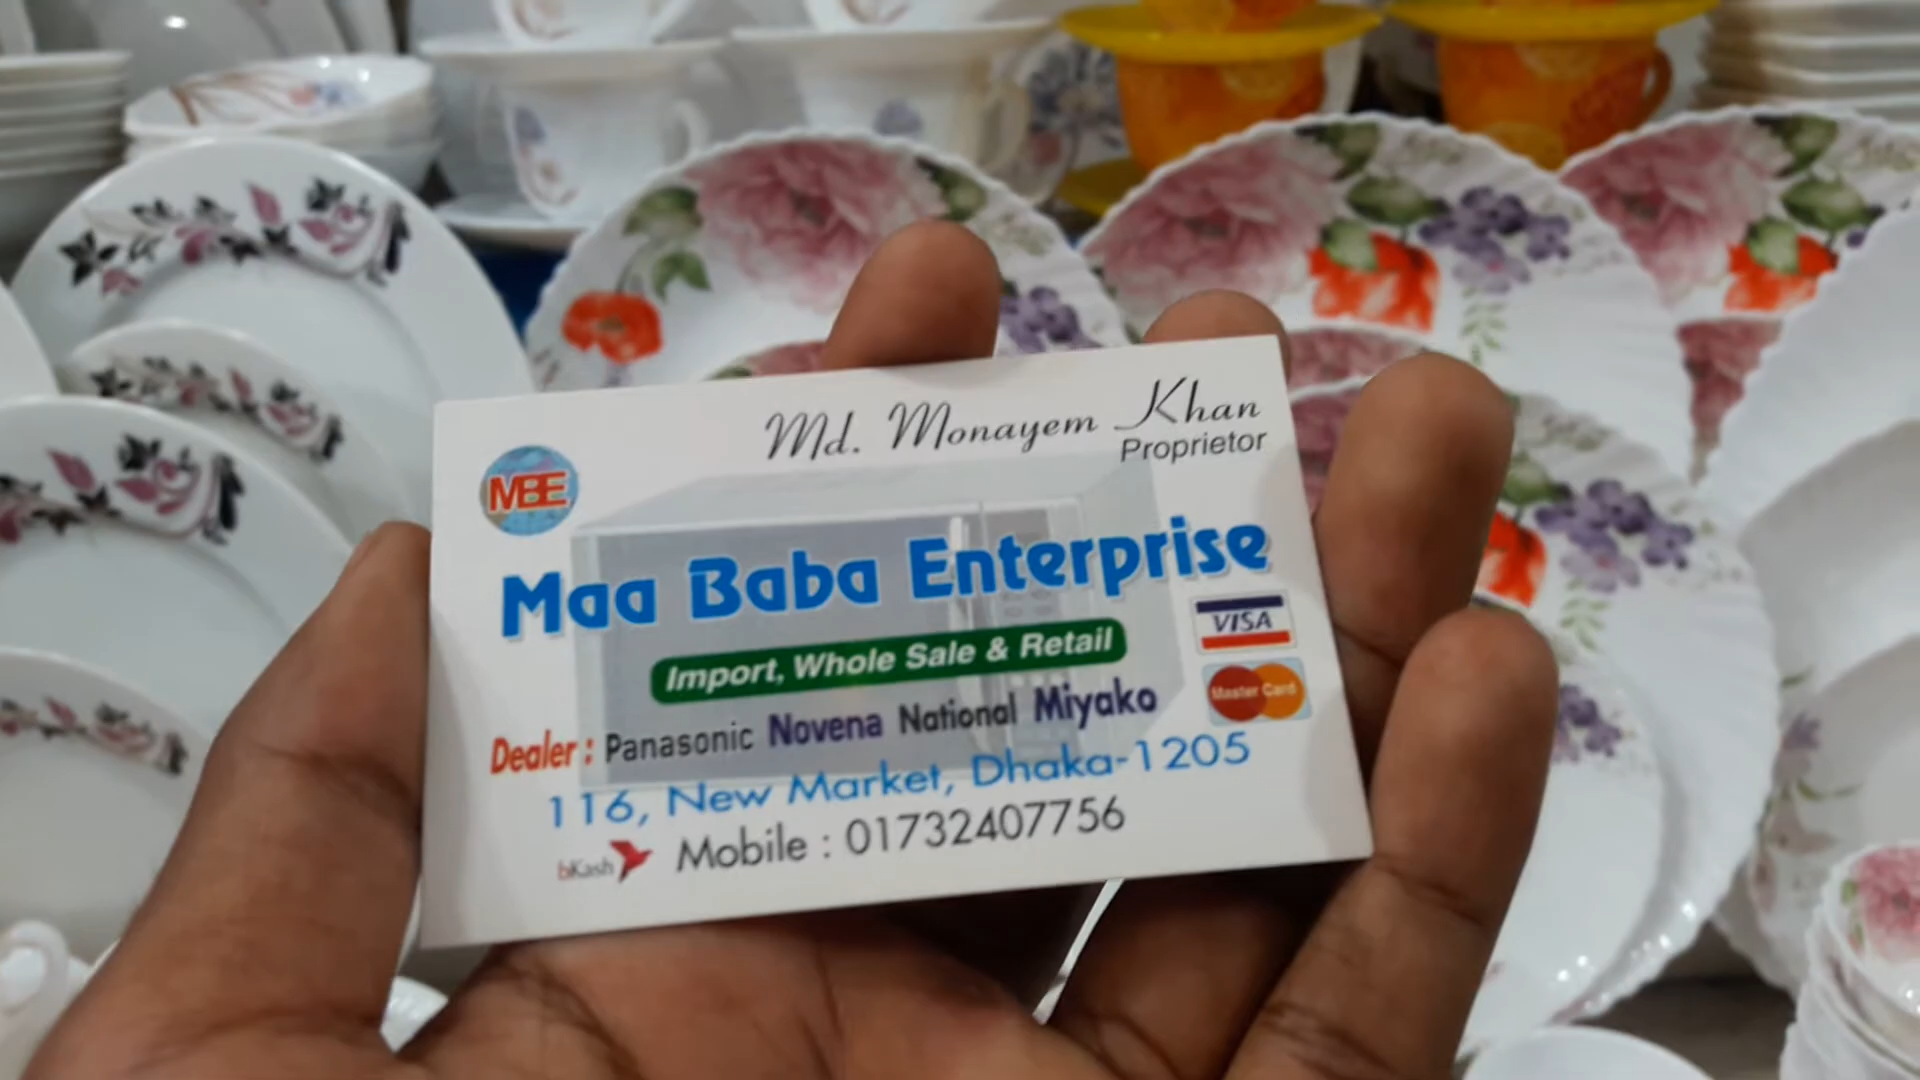 Md. Monayem Khan
Proprietor
MBE
Maa Baba Enterprise
Import, Whole Sale & Retail
VISA
Master Card
Dealer : Panasonic Novena National Miyako
116, New Market, Dhaka-1205
bKash Mobile : 01732407756